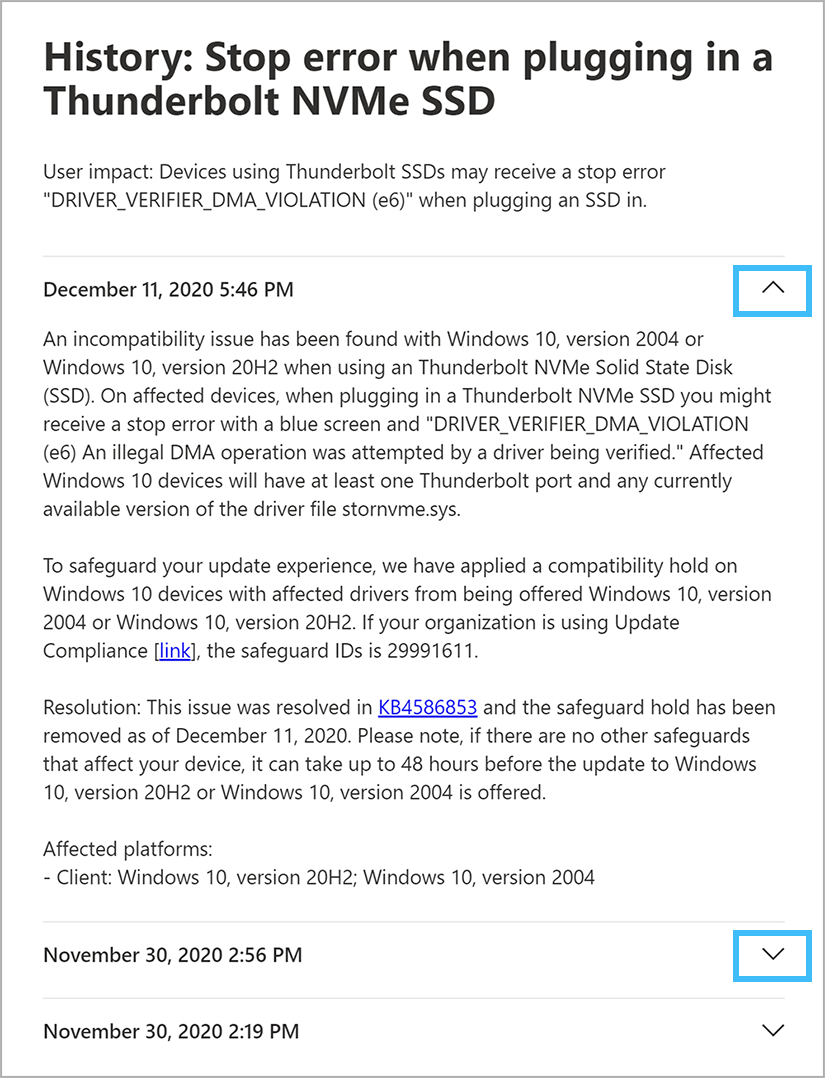 History: Stop error when plugging in a
Thunderbolt NVMe SSD
User impact: Devices using Thunderbolt SSDs may receive a stop error
"DRIVER_VERIFIER_DMA_VIOLATION (e6)" when plugging an SSD in.
December 11, 2020 5:46 PM
An incompatibility issue has been found with Windows 10, version 2004 or
Windows 10, version 20H2 when using an Thunderbolt NVMe Solid State Disk
(SSD). On affected devices, when plugging in a Thunderbolt NVMe SSD you might
receive a stop error with a blue screen and "DRIVER_VERIFIER_DMA_VIOLATION
(e6) An illegal DMA operation was attempted by a driver being verified." Affected
Windows 10 devices will have at least one Thunderbolt port and any currently
available version of the driver file stornvme.sys.
To safeguard your update experience, we have applied a compatibility hold on
Windows 10 devices with affected drivers from being offered Windows 10, version
2004 or Windows 10, version 20H2. If your organization is using Update
Compliance [link], the safeguard IDs is 29991611.
Resolution: This issue was resolved in KB4586853 and the safeguard hold has been
removed as of December 11, 2020. Please note, if there are no other safeguards
that affect your device, it can take up to 48 hours before the update to Windows
10, version 20H2 or Windows 10, version 2004 is offered.
Affected platforms:
- Client: Windows 10, version 20H2; Windows 10, version 2004
November 30, 2020 2:56 PM
November 30, 2020 2:19 PM